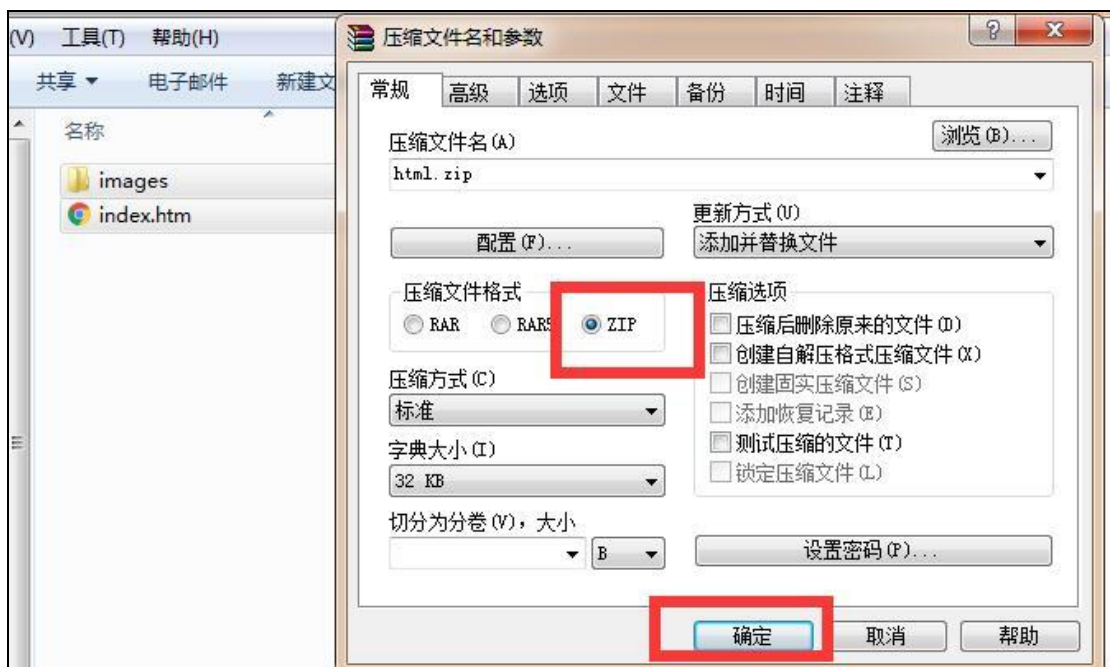 (V) 工具(T) 帮助(H)
压缩文件名和参数
共享 电子邮件 新建文
常规 高级 选项 文件 备份 时间 注释
名称
images
index.htm
压缩文件名(A)
浏览(B)...
html.zip
更新方式(U)
配置(F)...
添加并替换文件
压缩文件格式
RAR RAR5 ZIP
压缩选项
压缩后删除原来的文件(D)
创建自解压格式压缩文件(X)
创建固实压缩文件(S)
添加恢复记录(E)
测试压缩的文件(T)
锁定压缩文件(L)
压缩方式(C)
标准
字典大小(I)
32 KB
切分为分卷(V)，大小
B
设置密码(P)...
确定 取消 帮助